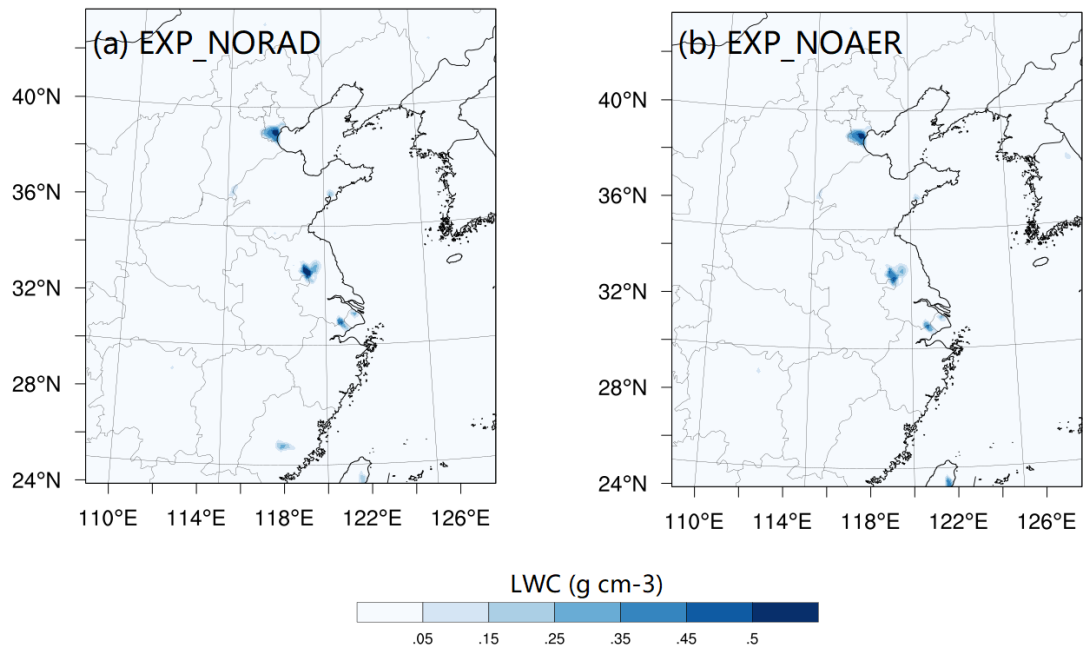 (a) EXP_NORAD
40°N
36°N
32°N
28°N
24°N
110°E 114°E 118°E 122°E 126°E
(b) EXP_NOAER
40°N
36°N
32°N
28°N
24°N
110°E 114°E 118°E 122°E 126°E
LWC (g cm-3)
.05 .15 .25 .35 .45 .5